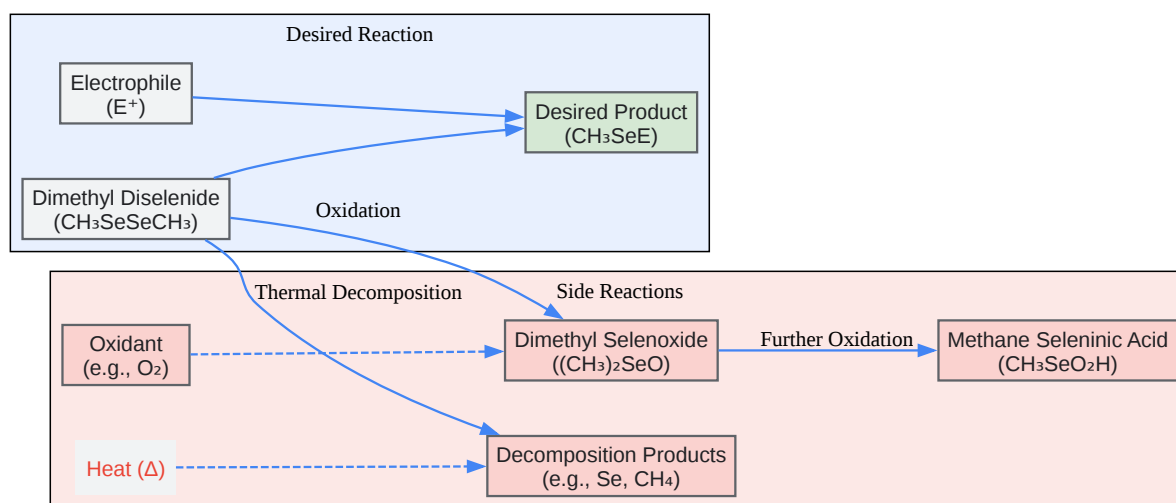 Desired Reaction
Electrophile
(E⁺)
Desired Product
(CH₃SeE)
Dimethyl Diselenide
(CH₃SeSeCH₃)
Oxidation
Thermal Decomposition
Side Reactions
Oxidant
(e.g., O₂)
Dimethyl Selenoxide
((CH₃)₂SeO)
Further Oxidation
Methane Seleninic Acid
(CH₃SeO₂H)
Heat (Δ)
Decomposition Products
(e.g., Se, CH₄)